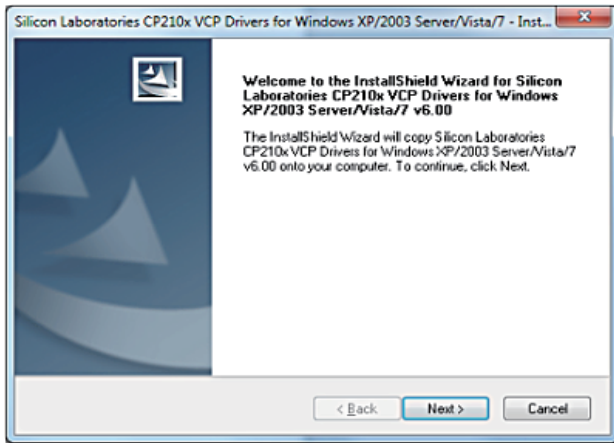 Silicon Laboratories CP210x VCP Drivers for Windows XP/2003 Server/Vista/7 - Inst...
Welcome to the InstallShield Wizard for Silicon
Laboratories CP210x VCP Drivers for Windows
XP/2003 Server/Vista/7 v6.00
The InstallShield Wizard will copy Silicon Laboratories
CP210x VCP Drivers for Windows XP/2003 Server/Vista/7
v6.00 onto your computer. To continue, click Next.
< Back Next > Cancel